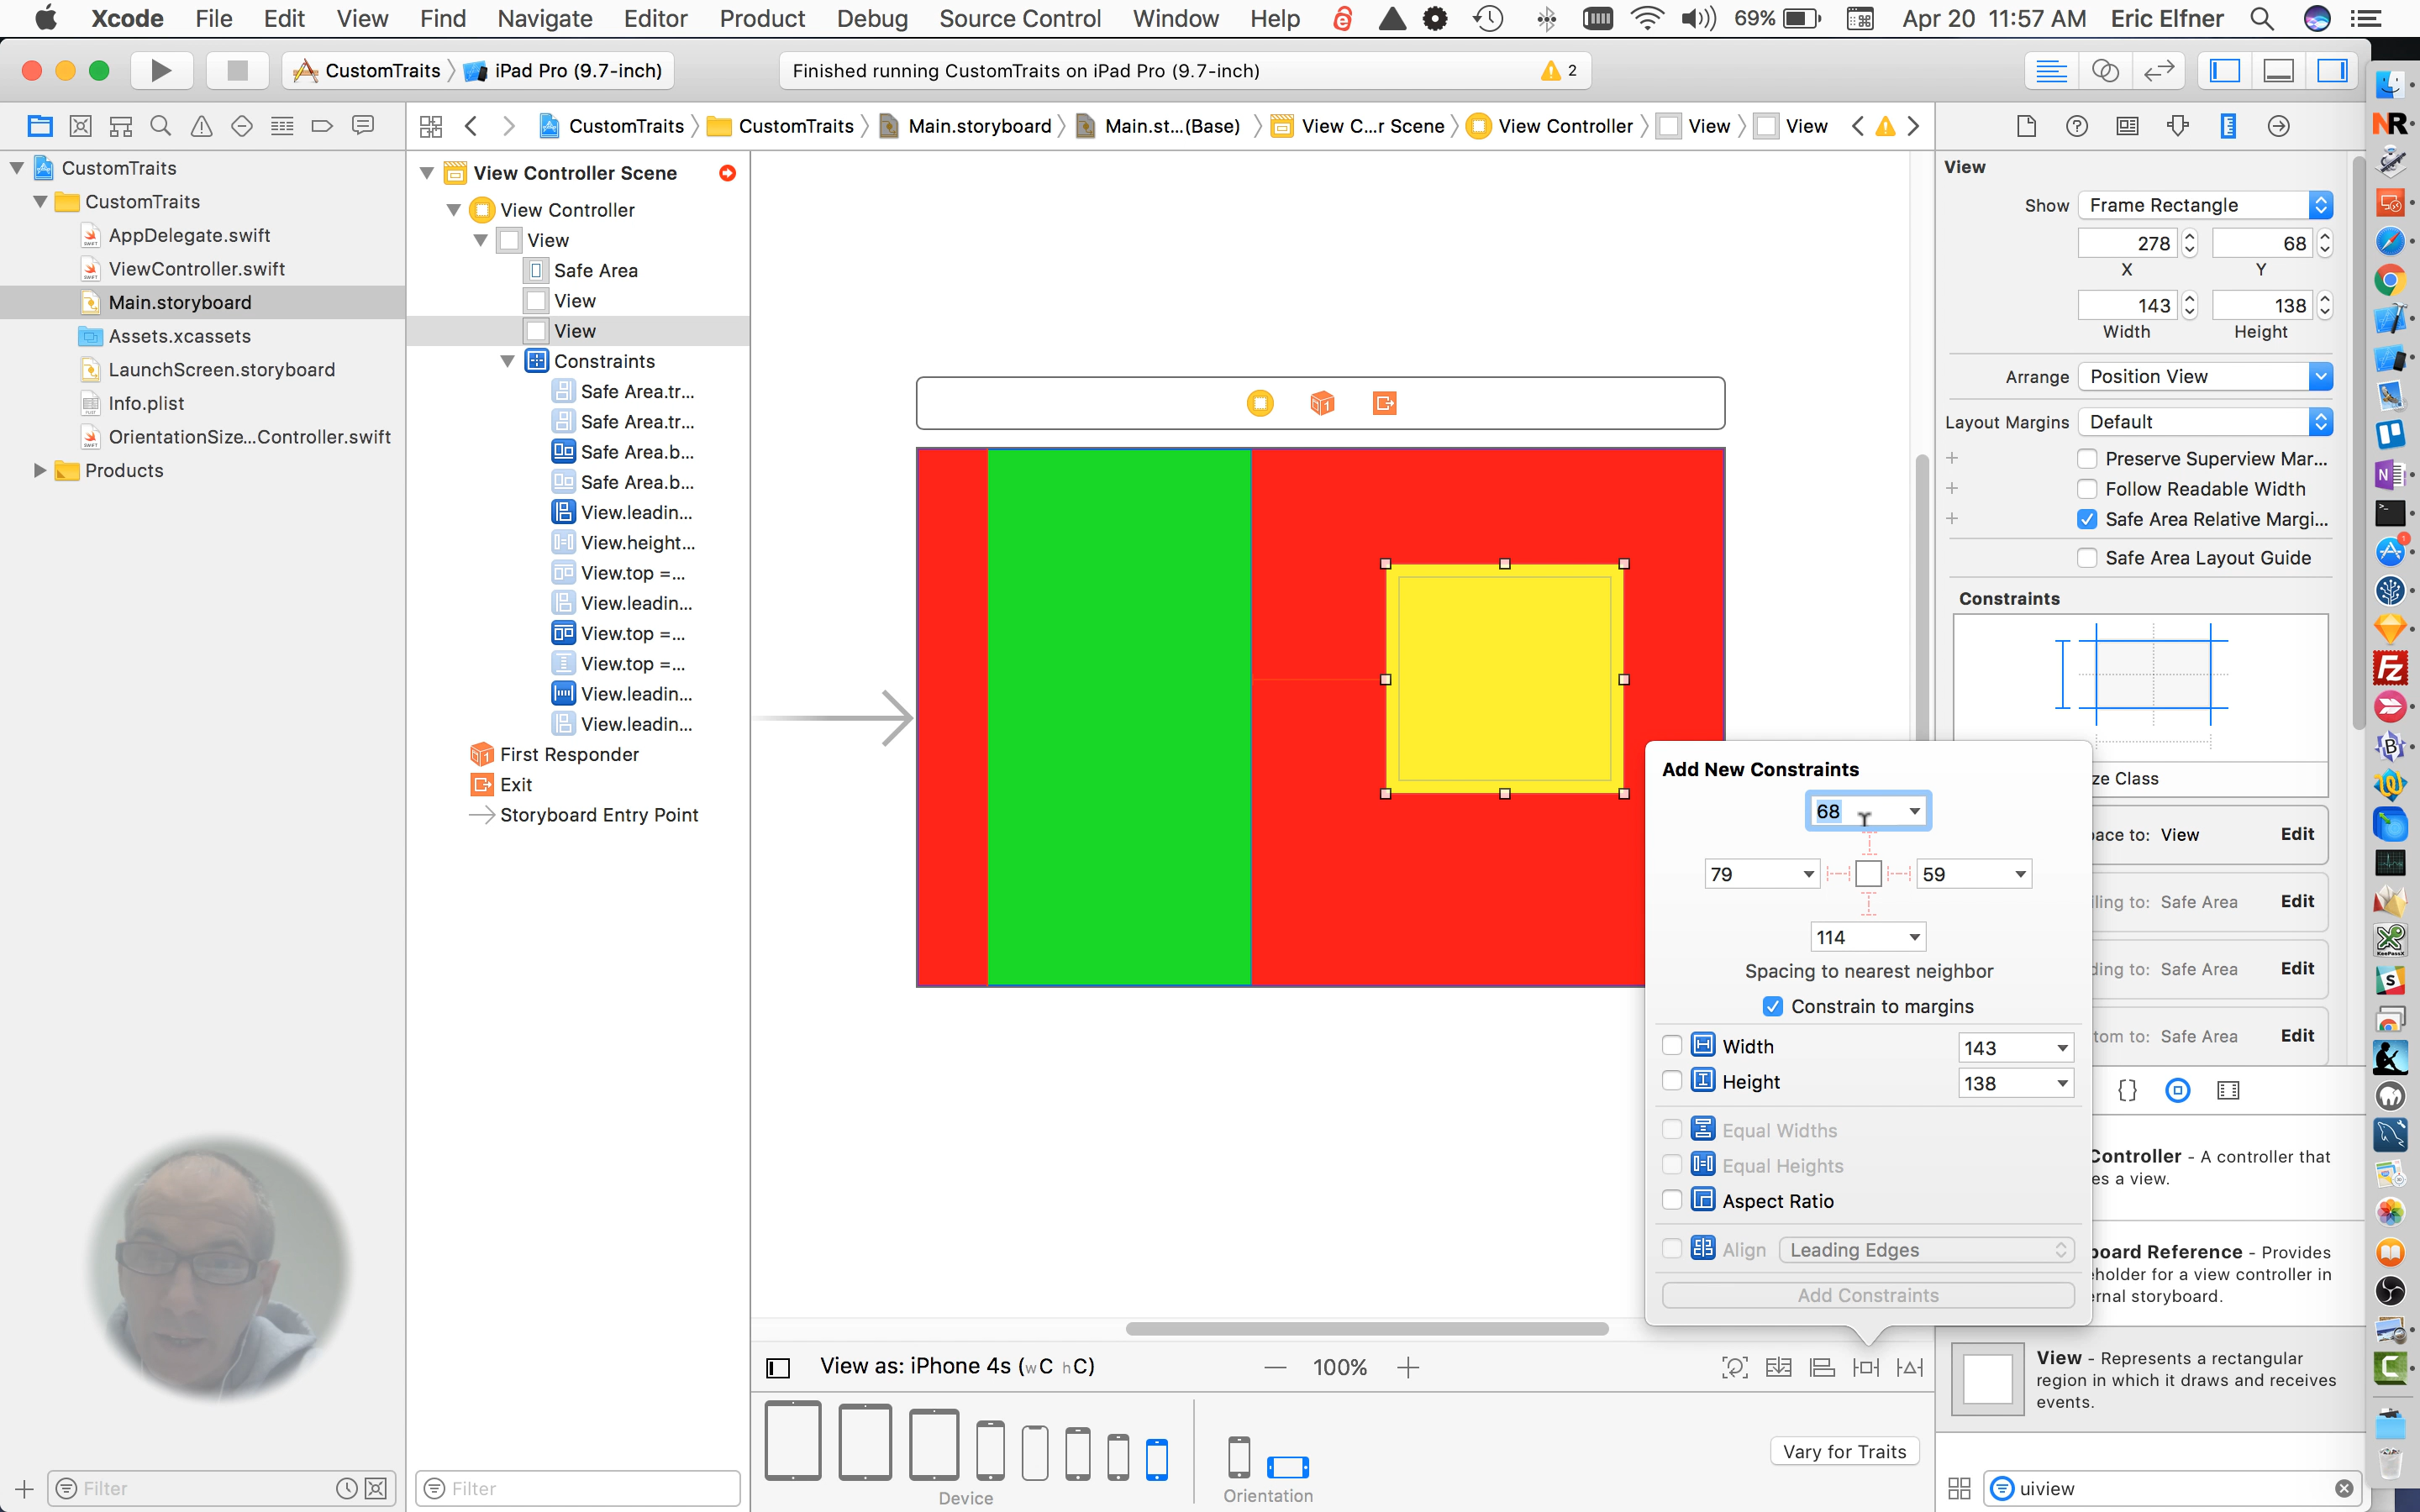 Xcode File Edit View Find Navigate Editor Product Debug Source Control Window Help 69% Apr 20 11:57 AM Eric Elfner
CustomTraits iPad Pro (9.7-inch) Finished running CustomTraits on iPad Pro (9.7-inch) 2
CustomTraits CustomTraits Main.storyboard Main.st...(Base) View C...r Scene View Controller View View
CustomTraits
CustomTraits
AppDelegate.swift
ViewController.swift
Main.storyboard
Assets.xcassets
LaunchScreen.storyboard
Info.plist
OrientationSize...Controller.swift
Products
Filter
View Controller Scene
View Controller
View
Safe Area
View
View
Constraints
Safe Area.tr...
Safe Area.tr...
Safe Area.b...
Safe Area.b...
View.leadin...
View.height...
View.top =...
View.leadin...
View.top =...
View.top =...
View.leadin...
View.leadin...
First Responder
Exit
Storyboard Entry Point
Filter
View as: iPhone 4s (wC hC) 100%
Device
Orientation
Vary for Traits
Add New Constraints
68
79 59
114
Spacing to nearest neighbor
Constrain to margins
Width 143
Height 138
Equal Widths
Equal Heights
Aspect Ratio
Align Leading Edges
Add Constraints
View
Show Frame Rectangle
278 68
X Y
143 138
Width Height
Arrange Position View
Layout Margins Default
Preserve Superview Mar...
Follow Readable Width
Safe Area Relative Margi...
Safe Area Layout Guide
Constraints
ze Class
ace to: View Edit
ling to: Safe Area Edit
ding to: Safe Area Edit
tom to: Safe Area Edit
{}
Controller - A controller that
es a view.
board Reference - Provides
holder for a view controller in
rnal storyboard.
View - Represents a rectangular
region in which it draws and receives
events.
uiview